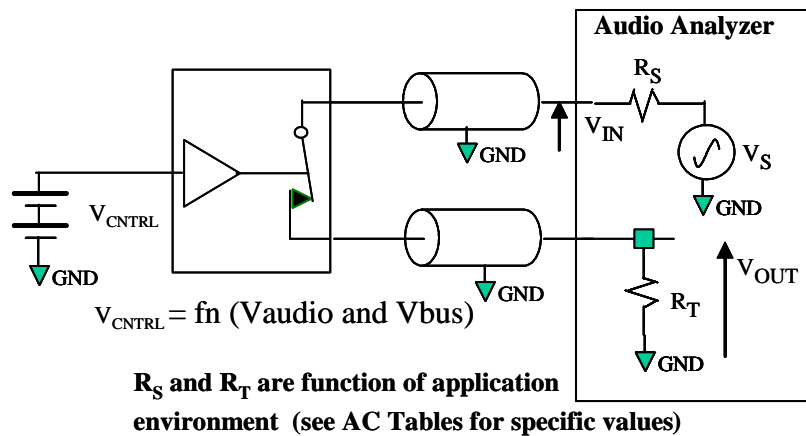 Audio Analyzer
R_S
V_IN
V_S
GND
GND
V_CNTRL
GND
GND
V_OUT
R_T
GND
V_CNTRL = fn (Vaudio and Vbus)
R_S and R_T are function of application
environment (see AC Tables for specific values)